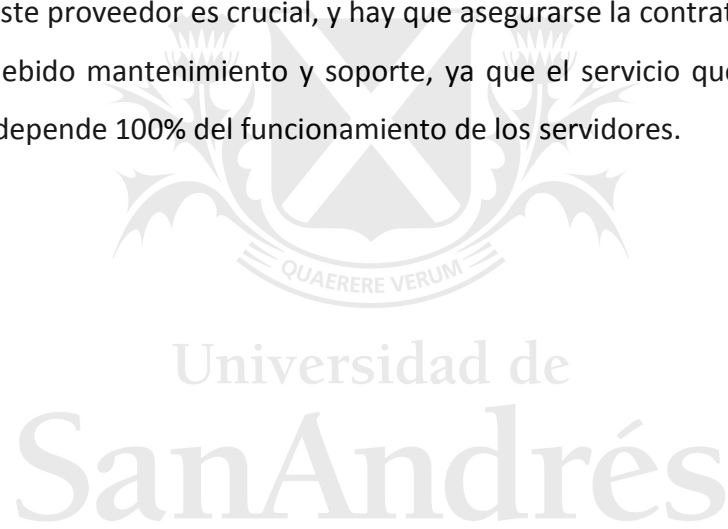 ste proveedor es crucial, y hay que asegurarse la contrat
ebido mantenimiento y soporte, ya que el servicio que
depende 100% del funcionamiento de los servidores.
QUAERERE VERUM
Universidad de
SanAndrés